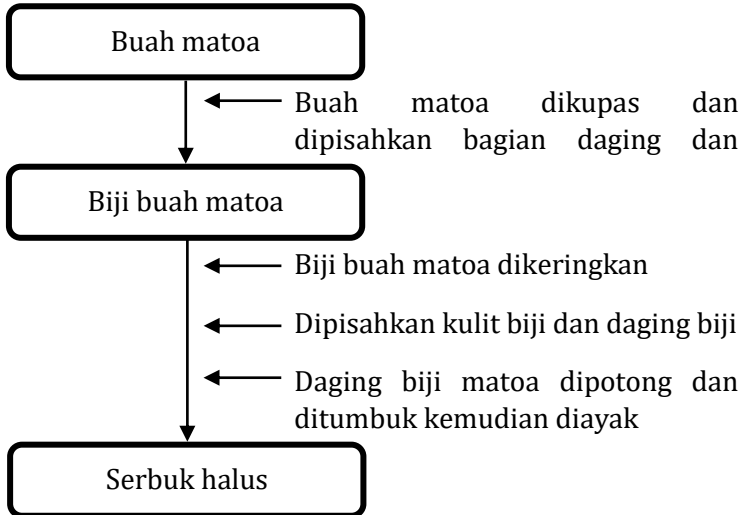 Buah matoa
Buah matoa dikupas dan
dipisahkan bagian daging dan
Biji buah matoa
Biji buah matoa dikeringkan
Dipisahkan kulit biji dan daging biji
Daging biji matoa dipotong dan
ditumbuk kemudian diayak
Serbuk halus